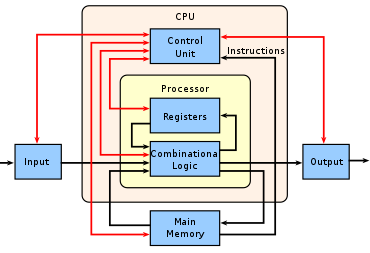 CPU
Control
Unit
Instructions
Processor
Registers
Combinationa
Logic
Input
Output
Main
Memory